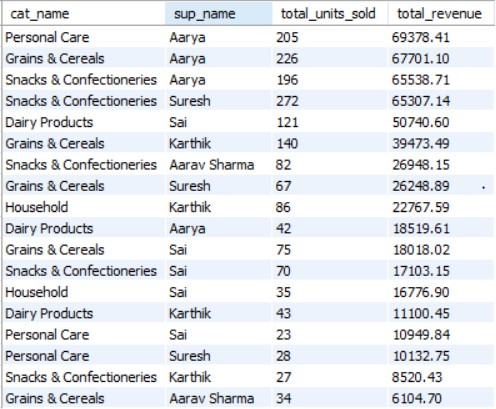 cat_name sup_name total_units_sold total_revenue
Personal Care Aarya 205 69378.41
Grains & Cereals Aarya 226 67701.10
Snacks & Confectioneries Aarya 196 65538.71
Snacks & Confectioneries Suresh 272 65307.14
Dairy Products Sai 121 50740.60
Grains & Cereals Karthik 140 39473.49
Snacks & Confectioneries Aarav Sharma 82 26948.15
Grains & Cereals Suresh 67 26248.89
Household Karthik 86 22767.59
Dairy Products Aarya 42 18519.61
Grains & Cereals Sai 75 18018.02
Snacks & Confectioneries Sai 70 17103.15
Household Sai 35 16776.90
Dairy Products Karthik 43 11100.45
Personal Care Sai 23 10949.84
Personal Care Suresh 28 10132.75
Snacks & Confectioneries Karthik 27 8520.43
Grains & Cereals Aarav Sharma 34 6104.70